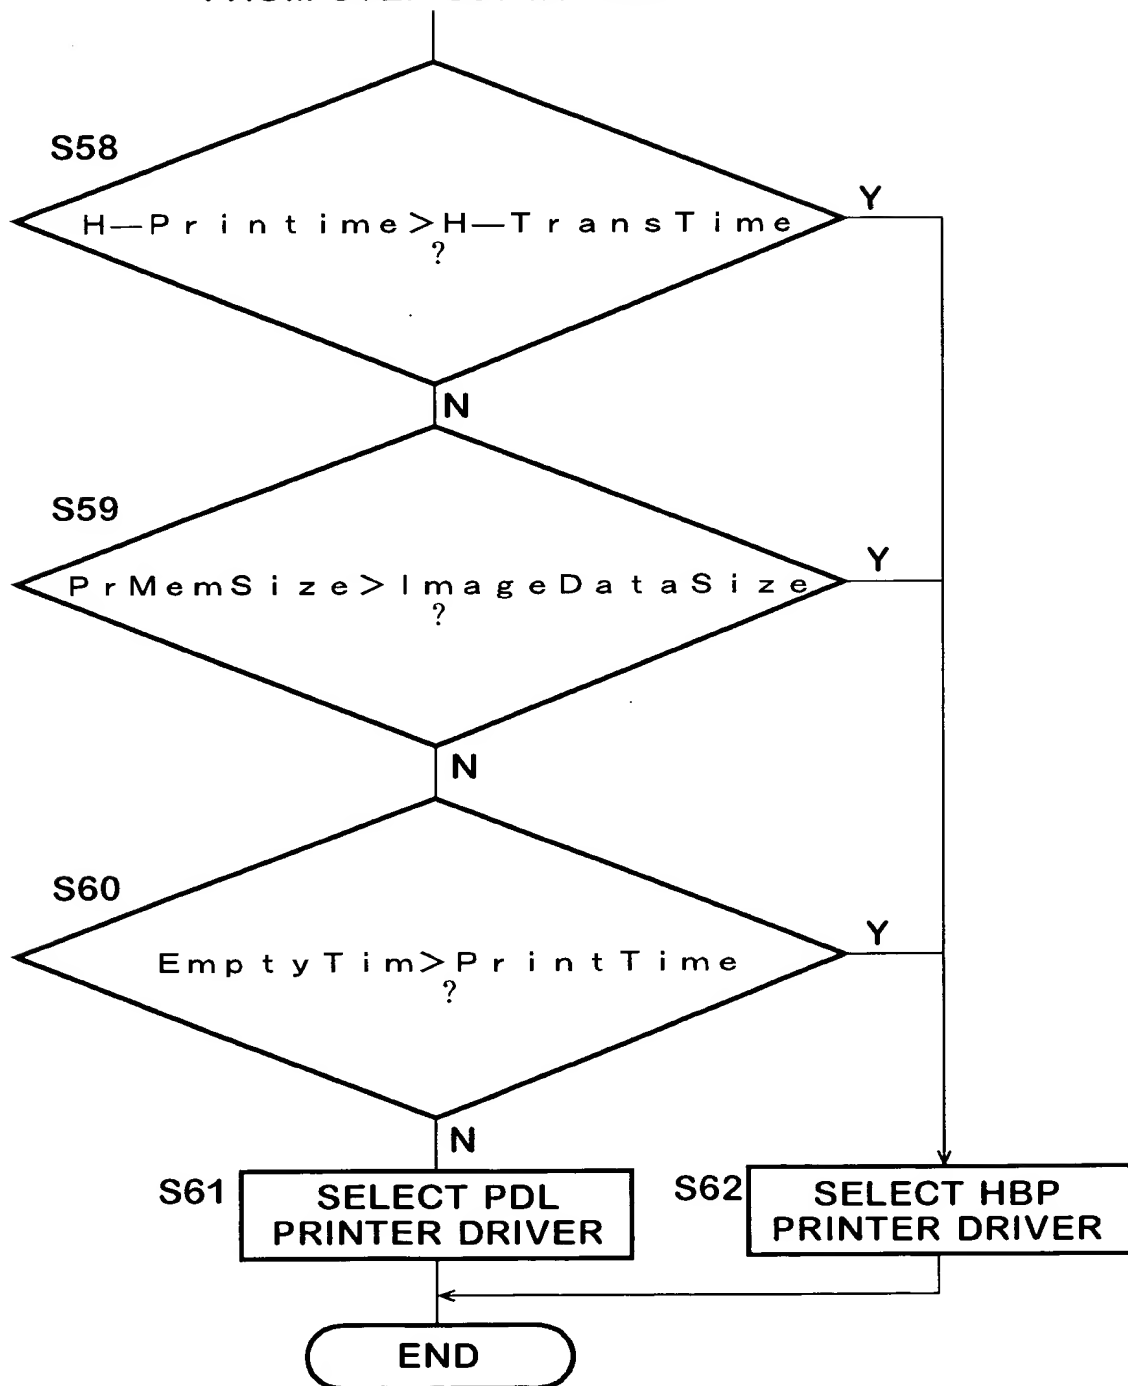 S58
H—Printime>H—TransTime
?
Y
N
S59
PrMemSize>ImageDataSize
?
Y
N
S60
EmptyTim>PrintTime
?
Y
N
S61
SELECT PDL
PRINTER DRIVER
S62
SELECT HBP
PRINTER DRIVER
END